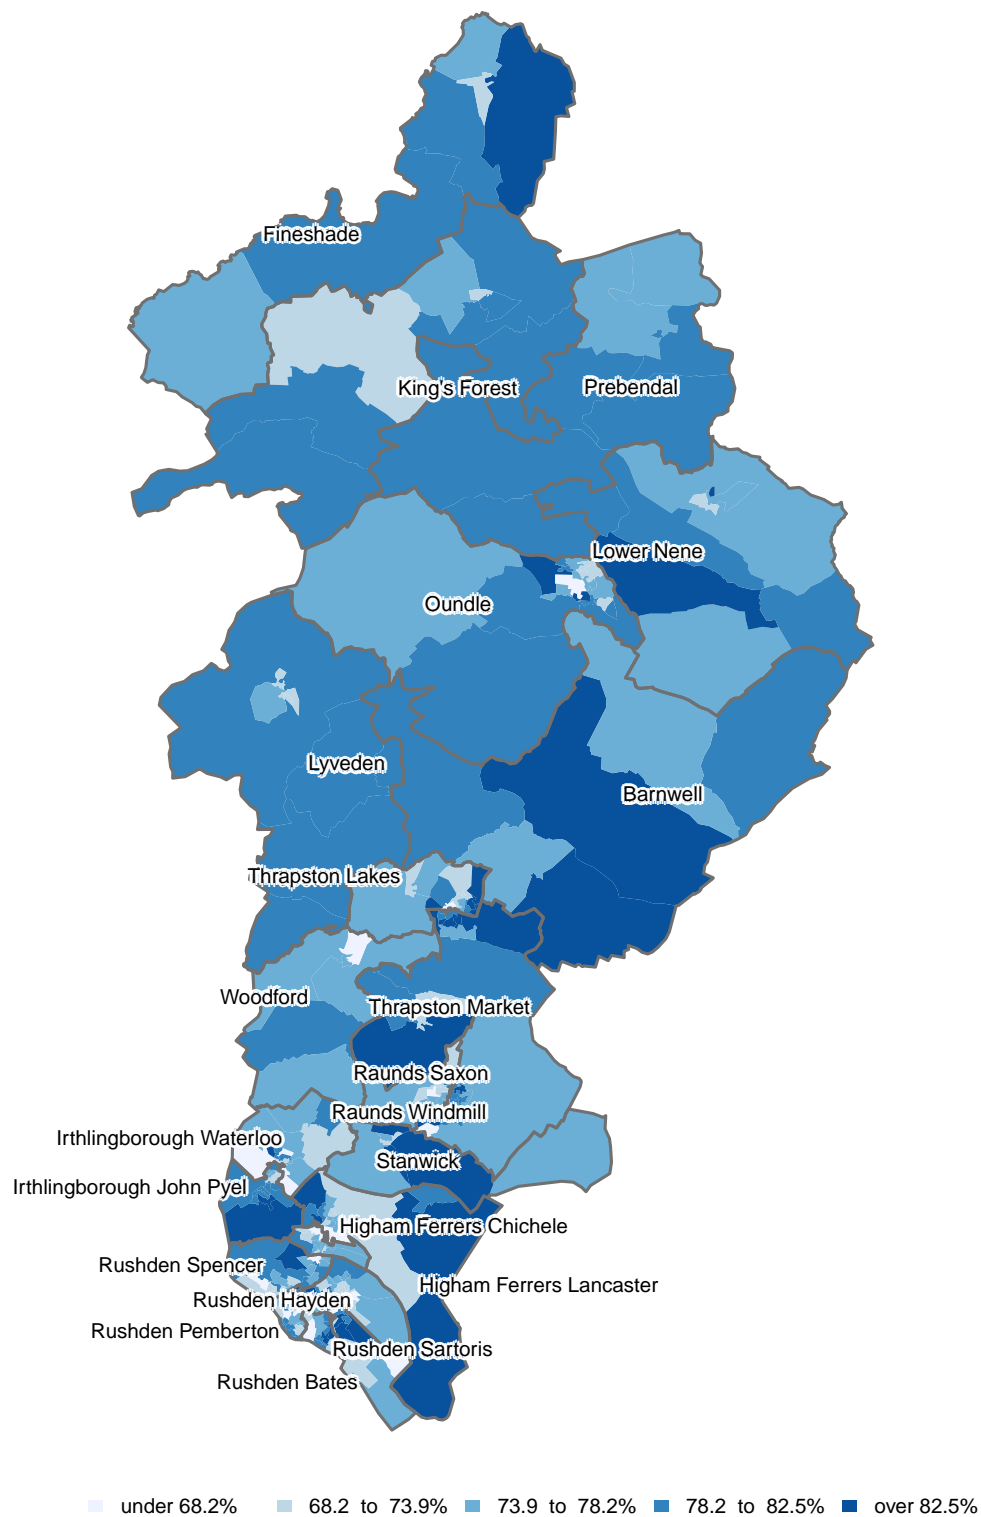 Fineshade
King's Forest
Prebendal
Lower Nene
Oundle
Lyveden
Barnwell
Thrapston Lakes
Woodford
Thrapston Market
Raunds Saxon
Raunds Windmill
Irthlingborough Waterloo
Stanwick
Irthlingborough John Pyel
Higham Ferrers Chichele
Rushden Spencer
Higham Ferrers Lancaster
Rushden Hayden
Rushden Pemberton
Rushden Sartoris
Rushden Bates
under 68.2% 68.2 to 73.9% 73.9 to 78.2% 78.2 to 82.5% over 82.5%